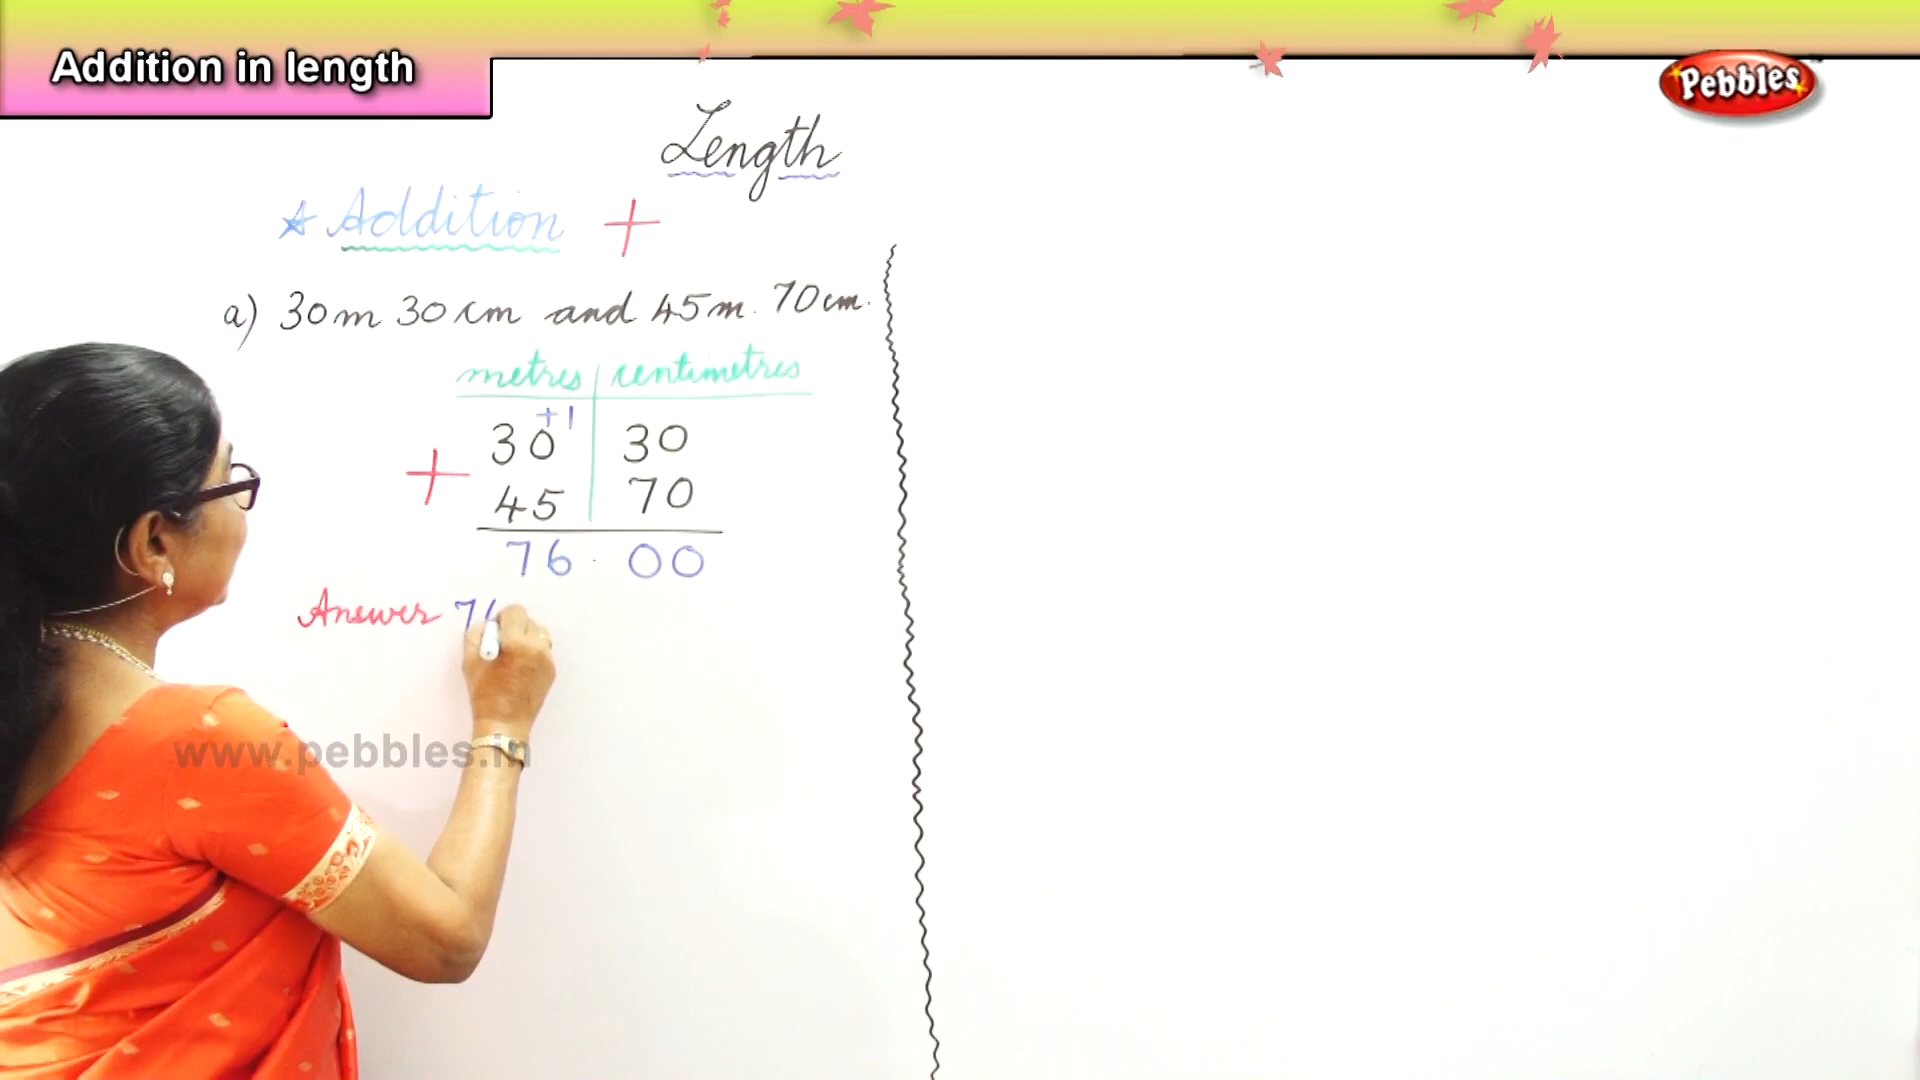 Addition in length
Pebbles
Length
Addition +
a) 30m 30cm and 45m. 70cm.
metres centimetres
+1
30 30
+ 45 70
76 . 00
Answer 76
www.pebbles.in